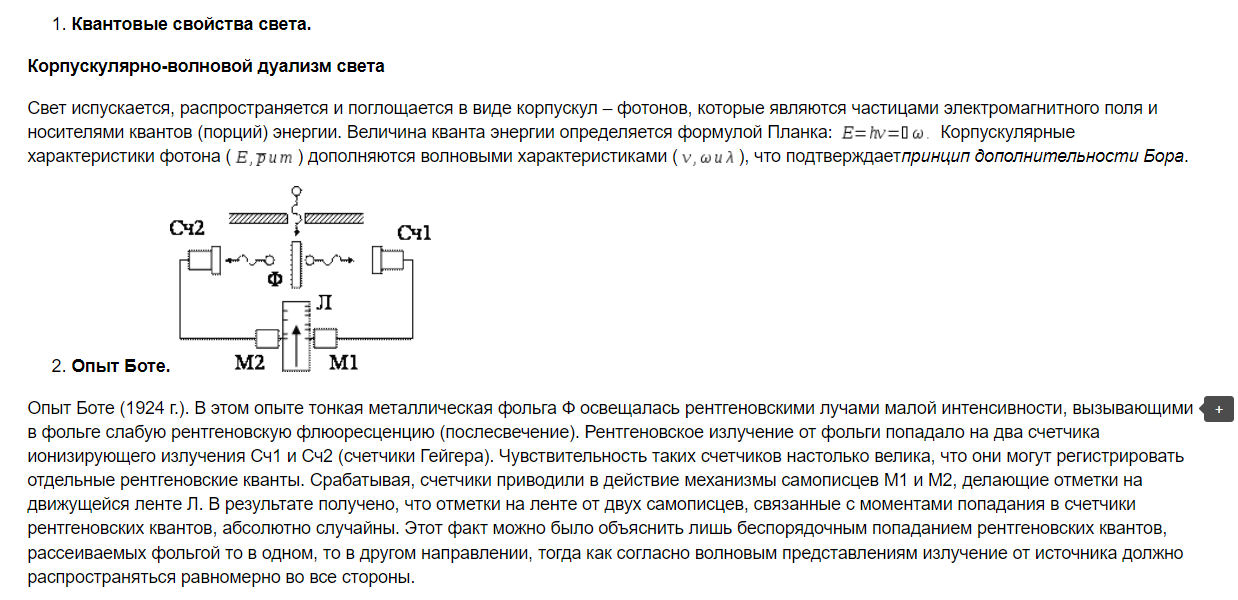 1. Квантовые свойства света.
Корпускулярно-волновой дуализм света
Свет испускается, распространяется и поглощается в виде корпускул – фотонов, которые являются частицами электромагнитного поля и
носителями квантов (порций) энергии. Величина кванта энергии определяется формулой Планка: E=hν=▯ω. Корпускулярные
характеристики фотона ( E, p̅ и m ) дополняются волновыми характеристиками ( ν, ω и λ ), что подтверждаетпринцип дополнительности Бора.
Сч2
Сч1
Ф
Л
М2
М1
2. Опыт Боте.
Опыт Боте (1924 г.). В этом опыте тонкая металлическая фольга Ф освещалась рентгеновскими лучами малой интенсивности, вызывающими
+
в фольге слабую рентгеновскую флюоресценцию (послесвечение). Рентгеновское излучение от фольги попадало на два счетчика
ионизирующего излучения Сч1 и Сч2 (счетчики Гейгера). Чувствительность таких счетчиков настолько велика, что они могут регистрировать
отдельные рентгеновские кванты. Срабатывая, счетчики приводили в действие механизмы самописцев М1 и М2, делающие отметки на
движущейся ленте Л. В результате получено, что отметки на ленте от двух самописцев, связанные с моментами попадания в счетчики
рентгеновских квантов, абсолютно случайны. Этот факт можно было объяснить лишь беспорядочным попаданием рентгеновских квантов,
рассеиваемых фольгой то в одном, то в другом направлении, тогда как согласно волновым представлениям излучение от источника должно
распространяться равномерно во все стороны.